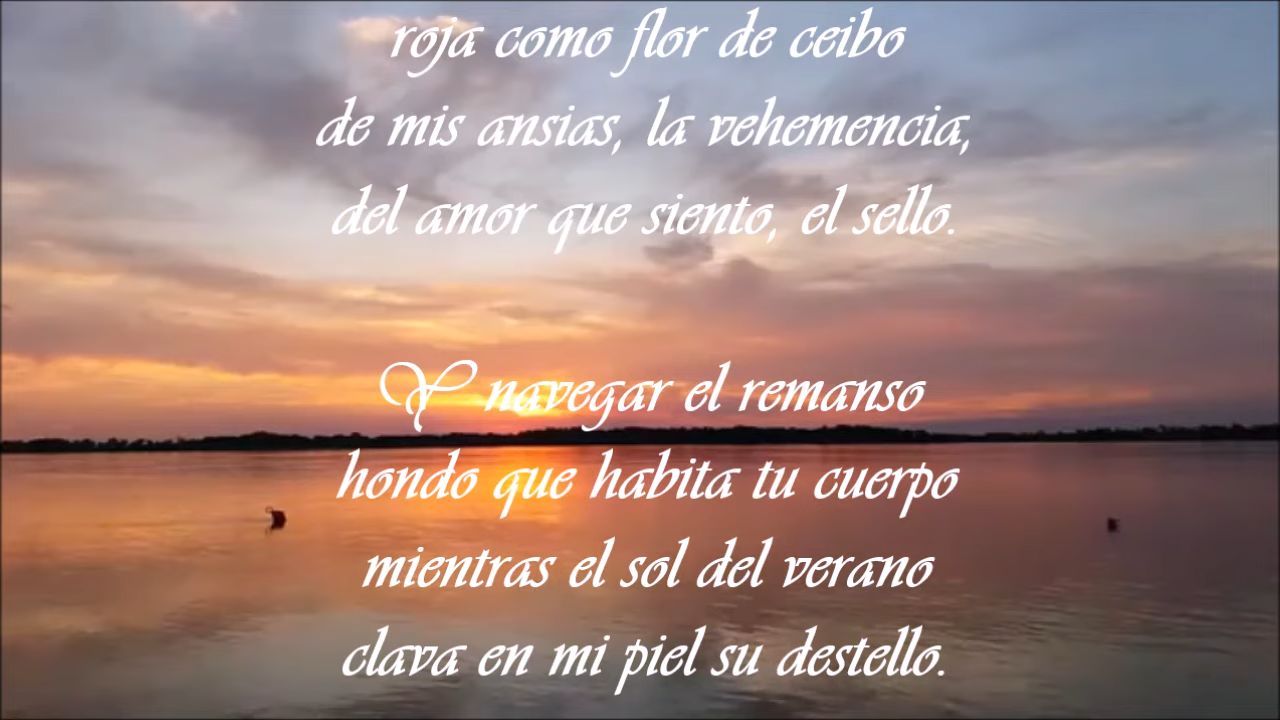 roja como flor de ceibo
de mis ansias, la vehemencia,
del amor que siento, el sello.
Y navegar el remanso
hondo que habita tu cuerpo
mientras el sol del verano
clava en mi piel su destello.